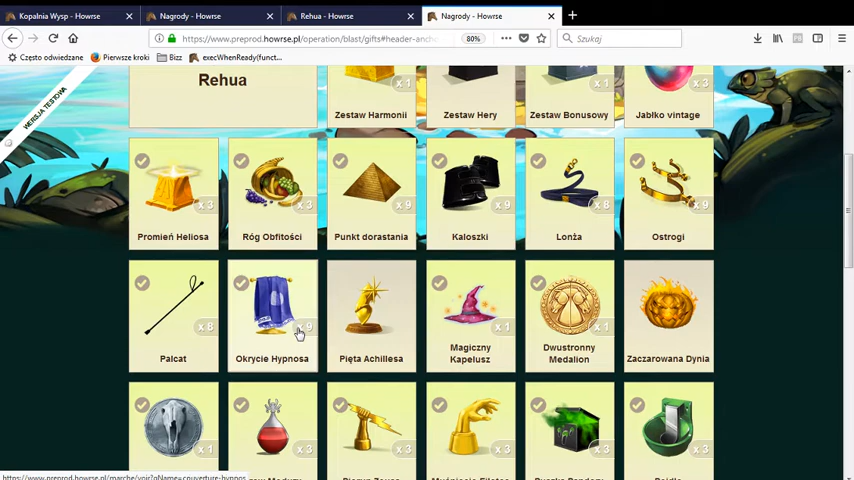 Kopalnia Wysp - Howrse
Nagrody - Howrse
Rehua - Howrse
Nagrody - Howrse
https://www.preprod.howrse.pl/operation/blast/gifts#header-anch
80%
Szukaj
Często odwiedzane
Pierwsze kroki
Bizz
execWhenReady(funct...
WERSJA TESTOWA
Rehua
x 1
x 1
x 3
Zestaw Harmonii
Zestaw Hery
Zestaw Bonusowy
Jabłko vintage
x 3
x 3
x 9
x 9
x 8
x 9
Promień Heliosa
Róg Obfitości
Punkt dorastania
Kaloszki
Lonża
Ostrogi
x 8
x 9
x 1
x 1
Palcat
Okrycie Hypnosa
Pięta Achillesa
Magiczny
Kapelusz
Dwustronny
Medalion
Zaczarowana Dynia
x 1
x 3
x 3
x 3
x 3
x 3
https://www.preprod.howrse.pl/marche/voir?qName=couverture-hypnos